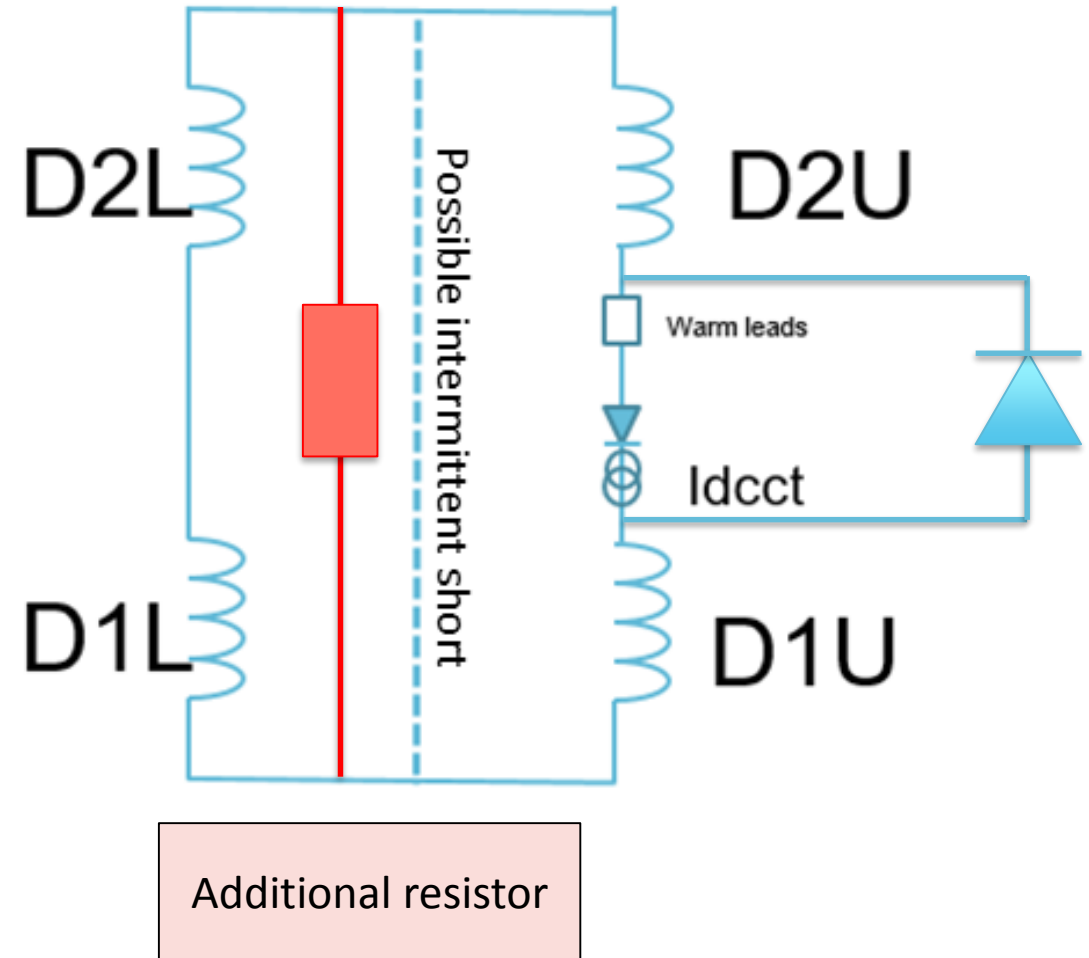 D2L
D2U
Possible intermittent short
Warm leads
Idcct
D1L
D1U
Additional resistor